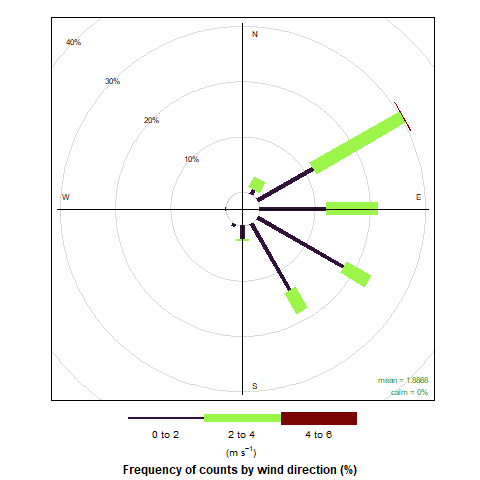 40%
N
30%
20%
10%
W
E
S
mean = 1.8868
calm = 0%
0 to 2 2 to 4 4 to 6
(m s⁻¹)
Frequency of counts by wind direction (%)